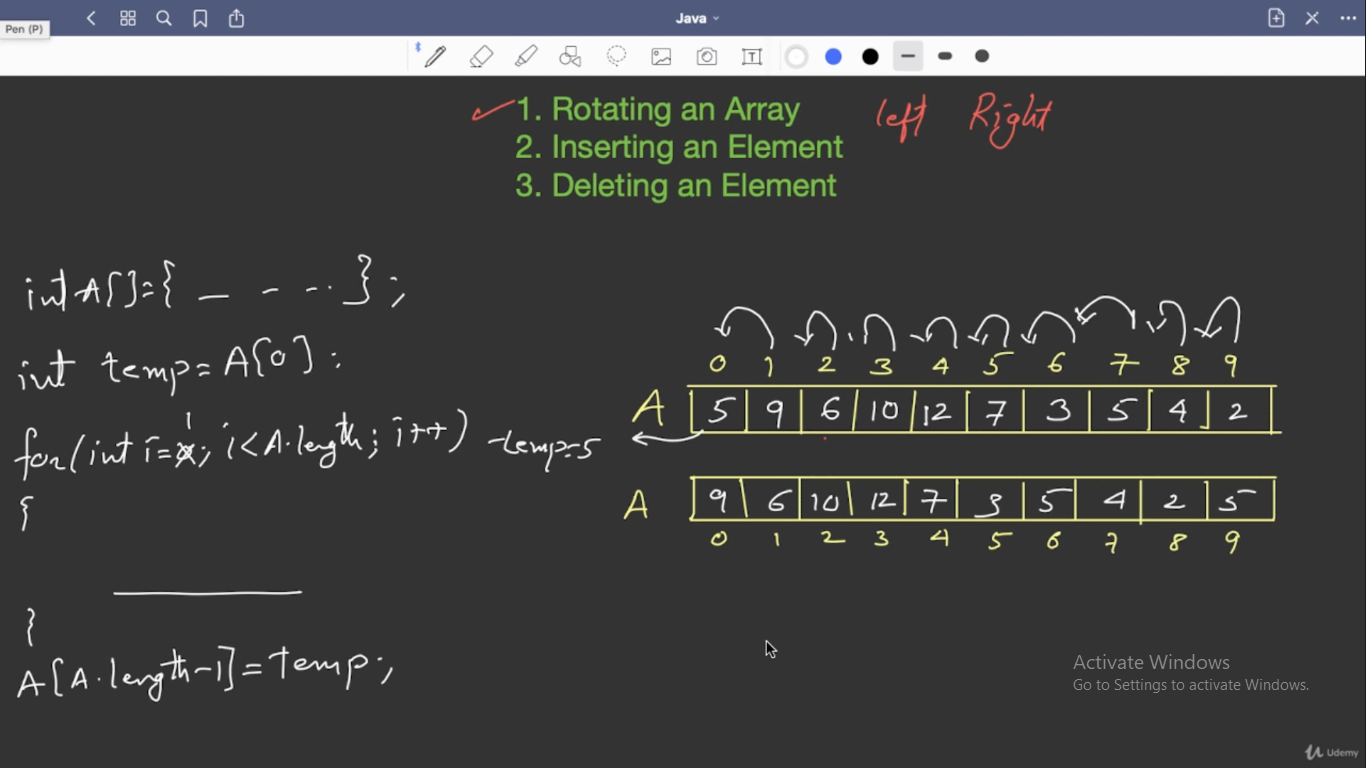 Java
Pen (P)
T
1. Rotating an Array left Right
2. Inserting an Element
3. Deleting an Element
int A[]={ _ - -.. };
int temp=A[0];
for(int i=1; i<A.length; i++)
{
}
A[A.length-1]=temp;
0 1 2 3 4 5 6 7 8 9
A 5 9 6 10 12 7 3 5 4 2
temp=5
A 9 6 10 12 7 3 5 4 2 5
0 1 2 3 4 5 6 7 8 9
Activate Windows
Go to Settings to activate Windows.
Udemy